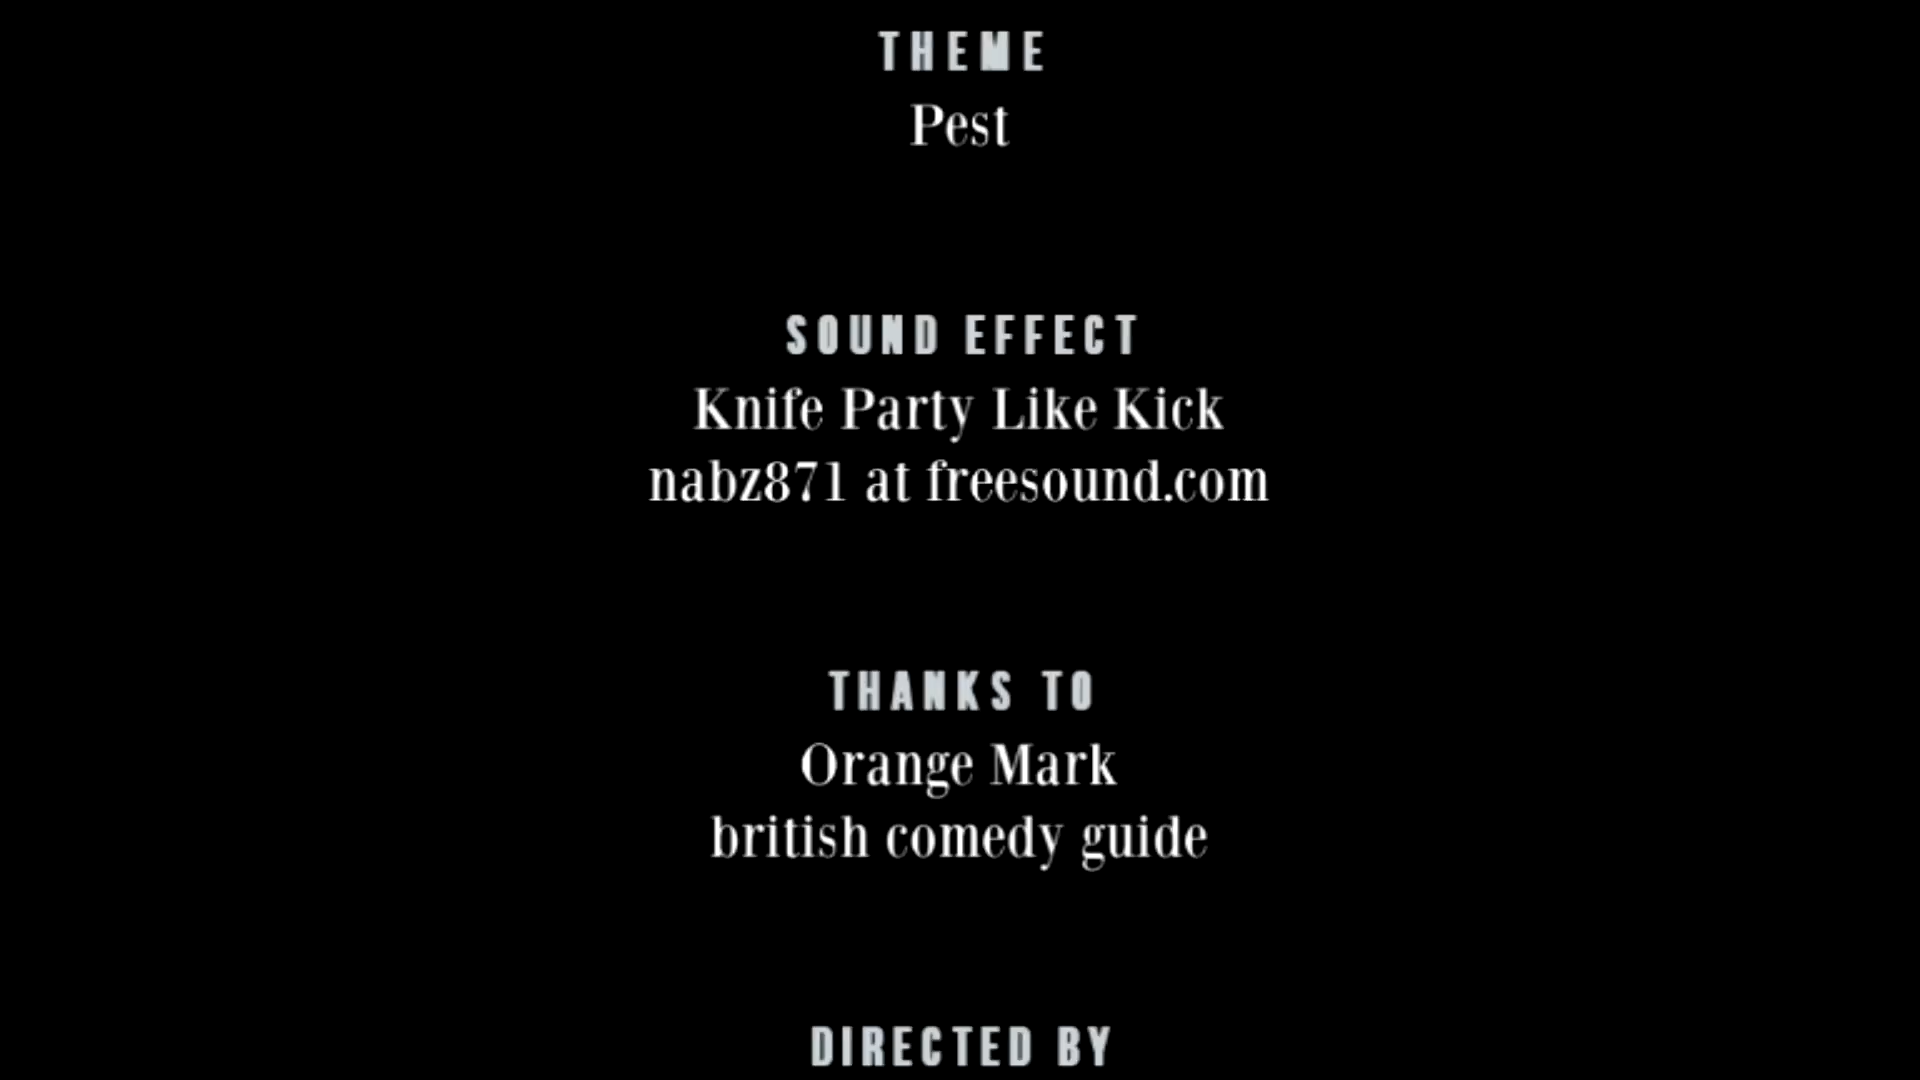 THEME
Pest
SOUND EFFECT
Knife Party Like Kick
nabz871 at freesound.com
THANKS TO
Orange Mark
british comedy guide
DIRECTED BY